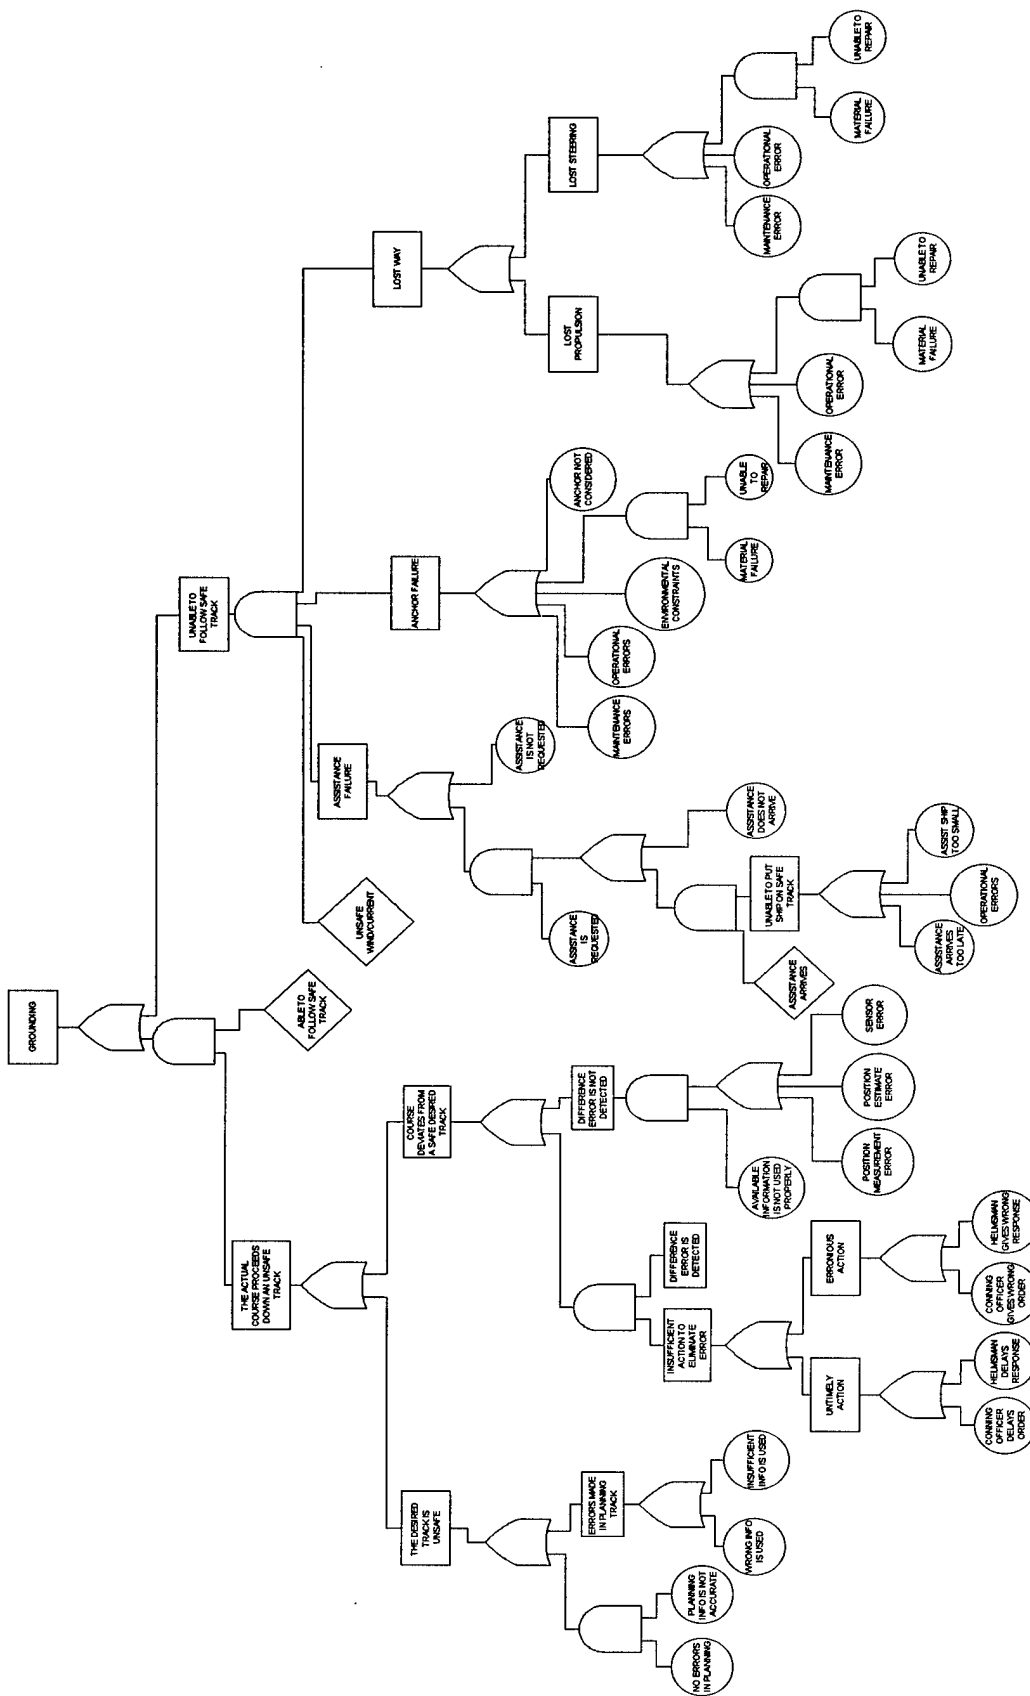 GROUNDING
UNABLE TO
FOLLOW SAFE
TRACK
ABLE TO
FOLLOW SAFE
TRACK
THE ACTUAL
COURSE PROCEEDS
DOWN AN UNSAFE
TRACK
UNSAFE
WIND/CURRENT
ASSISTANCE
FAILURE
ANCHOR FAILURE
LOST WAY
THE DESIRED
TRACK IS
UNSAFE
COURSE
DEVIATES FROM
A SAFE DESIRED
TRACK
ASSISTANCE
IS NOT
REQUESTED
ANCHOR NOT
CONSIDERED
LOST
PROPULSION
LOST STEERING
ASSISTANCE
IS
REQUESTED
MAINTENANCE
ERRORS
OPERATIONAL
ERRORS
ENVIRONMENTAL
CONSTRAINTS
ERRORS MADE
IN PLANNING
TRACK
DIFFERENCE
ERROR IS NOT
DETECTED
NO ERRORS
IN PLANNING
PLANNING
INFO IS NOT
ACCURATE
INSUFFICIENT
ACTION TO
ELIMINATE
ERROR
DIFFERENCE
ERROR IS
DETECTED
WRONG INFO
IS USED
INSUFFICIENT
INFO IS USED
AVAILABLE
INFORMATION
IS NOT USED
PROPERLY
ASSISTANCE
ARRIVES
UNABLE TO PUT
SHIP ON SAFE
TRACK
ASSISTANCE
DOES NOT
ARRIVE
MATERIAL
FAILURE
UNABLE
TO
REPAIR
MAINTENANCE
ERROR
OPERATIONAL
ERROR
MAINTENANCE
ERROR
OPERATIONAL
ERROR
MATERIAL
FAILURE
UNABLE TO
REPAIR
UNTIMELY
ACTION
ERRONIOUS
ACTION
POSITION
MEASUREMENT
ERROR
POSITION
ESTIMATE
ERROR
SENSOR
ERROR
ASSISTANCE
ARRIVES
TOO LATE
OPERATIONAL
ERRORS
ASSIST SHIP
TOO SMALL
MATERIAL
FAILURE
UNABLE TO
REPAIR
CONNING
OFFICER
DELAYS
ORDER
HELMSMAN
DELAYS
RESPONSE
CONNING
OFFICER
GIVES WRONG
ORDER
HELMSMAN
GIVES WRONG
RESPONSE